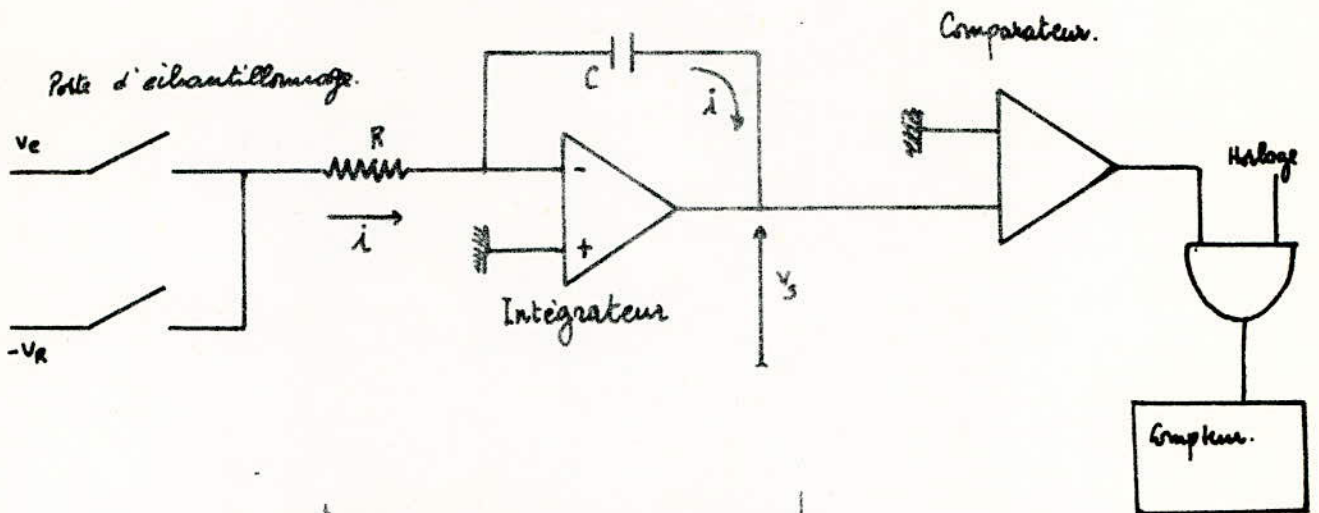 Comparateur.
Porte d'échantillonnage.
C
i
ve
R
Horloge
-
i
+
vs
Intégrateur
-VR
Compteur.